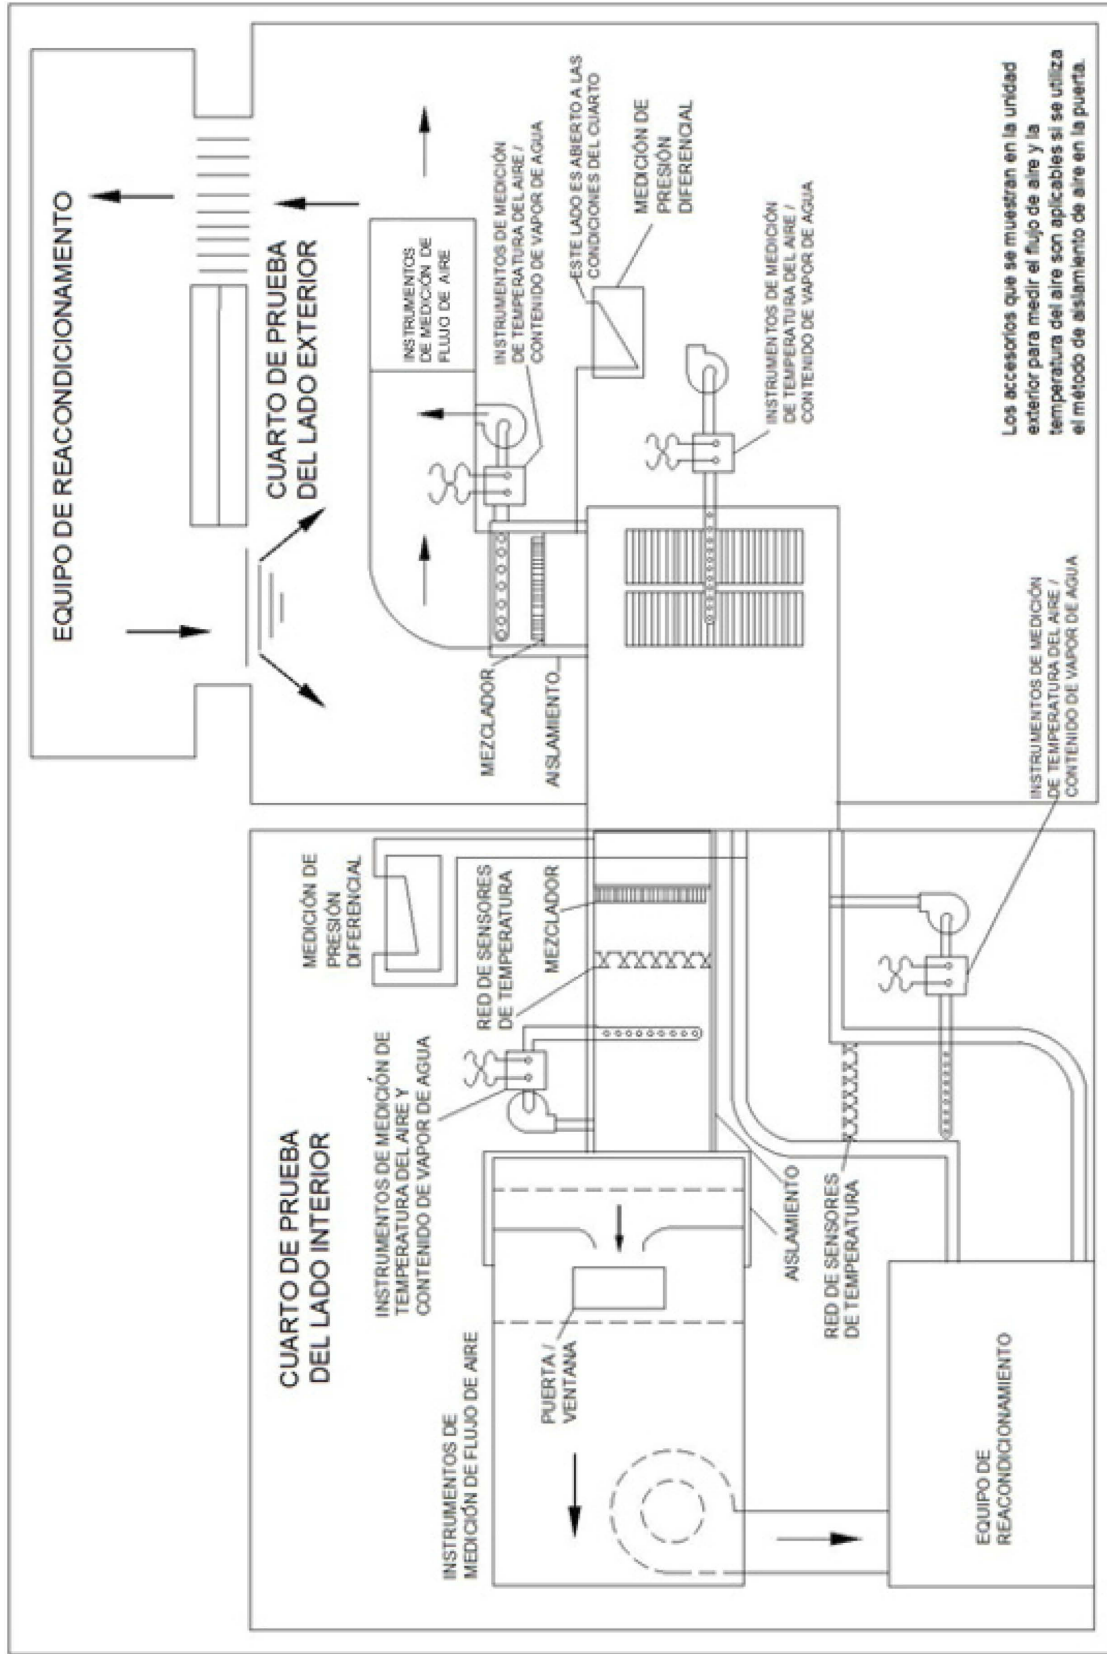 EQUIPO DE REACONDICIONAMENTO
CUARTO DE PRUEBA
DEL LADO EXTERIOR
INSTRUMENTOS
DE MEDICIÓN DE
FLUJO DE AIRE
INSTRUMENTOS DE MEDICIÓN
DE TEMPERATURA DEL AIRE /
CONTENIDO DE VAPOR DE AGUA
ESTE LADO ES ABIERTO A LAS
CONDICIONES DEL CUARTO
MEDICIÓN DE
PRESIÓN
DIFERENCIAL
MEZCLADOR
AISLAMIENTO
INSTRUMENTOS DE MEDICIÓN
DE TEMPERATURA DEL AIRE /
CONTENIDO DE VAPOR DE AGUA
Los accesorios que se muestran en la unidad
exterior para medir el flujo de aire y la
temperatura del aire son aplicables si se utiliza
el método de aislamiento de aire en la puerta.
CUARTO DE PRUEBA
DEL LADO INTERIOR
MEDICIÓN DE
PRESIÓN
DIFERENCIAL
INSTRUMENTOS DE MEDICIÓN DE
TEMPERATURA DEL AIRE Y
CONTENIDO DE VAPOR DE AGUA
RED DE SENSORES
DE TEMPERATURA
MEZCLADOR
INSTRUMENTOS DE
MEDICIÓN DE FLUJO DE AIRE
PUERTA /
VENTANA
AISLAMIENTO
RED DE SENSORES
DE TEMPERATURA
INSTRUMENTOS DE MEDICIÓN
DE TEMPERATURA DEL AIRE /
CONTENIDO DE VAPOR DE AGUA
EQUIPO DE
REACONDICIONAMIENTO